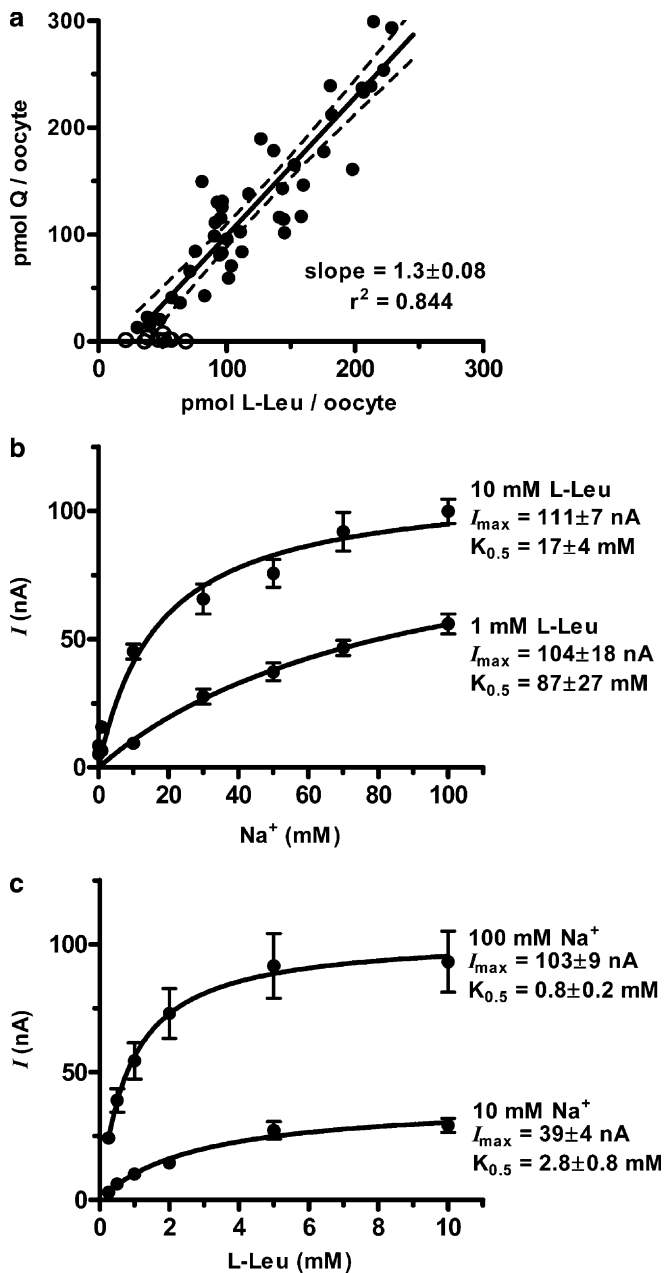 a
300
200
100
0
pmol Q / oocyte
slope = 1.3±0.08
r² = 0.844
0 100 200 300
pmol L-Leu / oocyte
b
100
50
0
I (nA)
10 mM L-Leu
Imax = 111±7 nA
K0.5 = 17±4 mM
1 mM L-Leu
Imax = 104±18 nA
K0.5 = 87±27 mM
0 20 40 60 80 100
Na⁺ (mM)
c
100
50
0
I (nA)
100 mM Na⁺
Imax = 103±9 nA
K0.5 = 0.8±0.2 mM
10 mM Na⁺
Imax = 39±4 nA
K0.5 = 2.8±0.8 mM
0 2 4 6 8 10
L-Leu (mM)